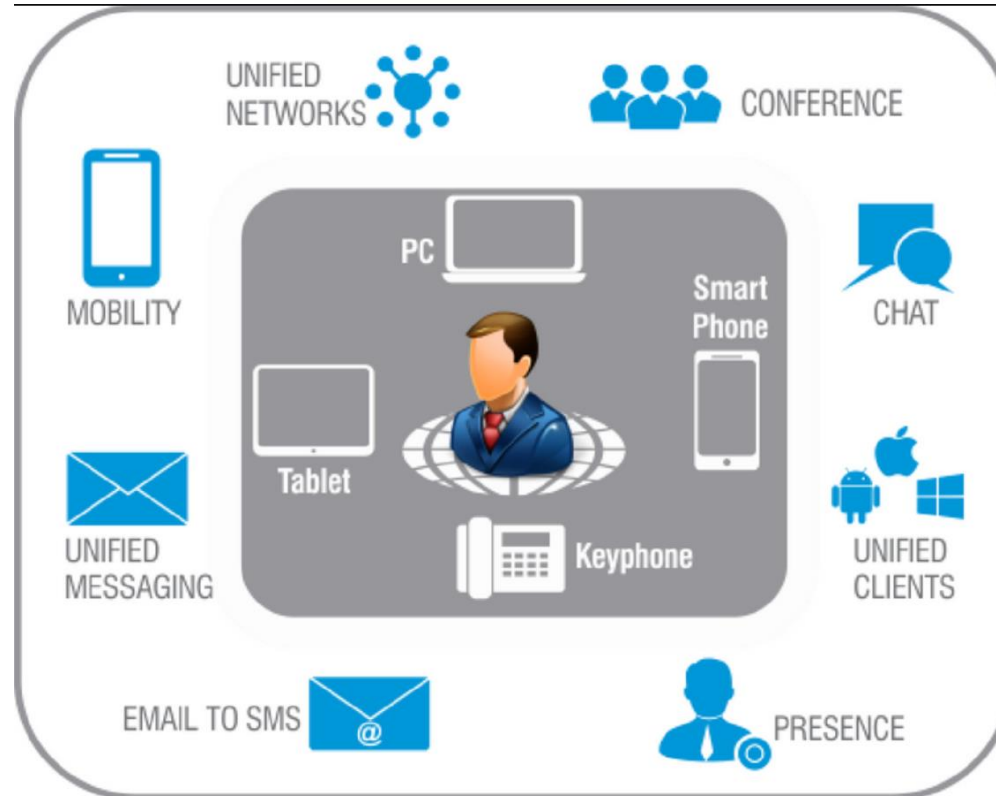 UNIFIED
NETWORKS
CONFERENCE
MOBILITY
PC
Smart
Phone
CHAT
Tablet
UNIFIED
MESSAGING
Keyphone
UNIFIED
CLIENTS
EMAIL TO SMS
@
PRESENCE